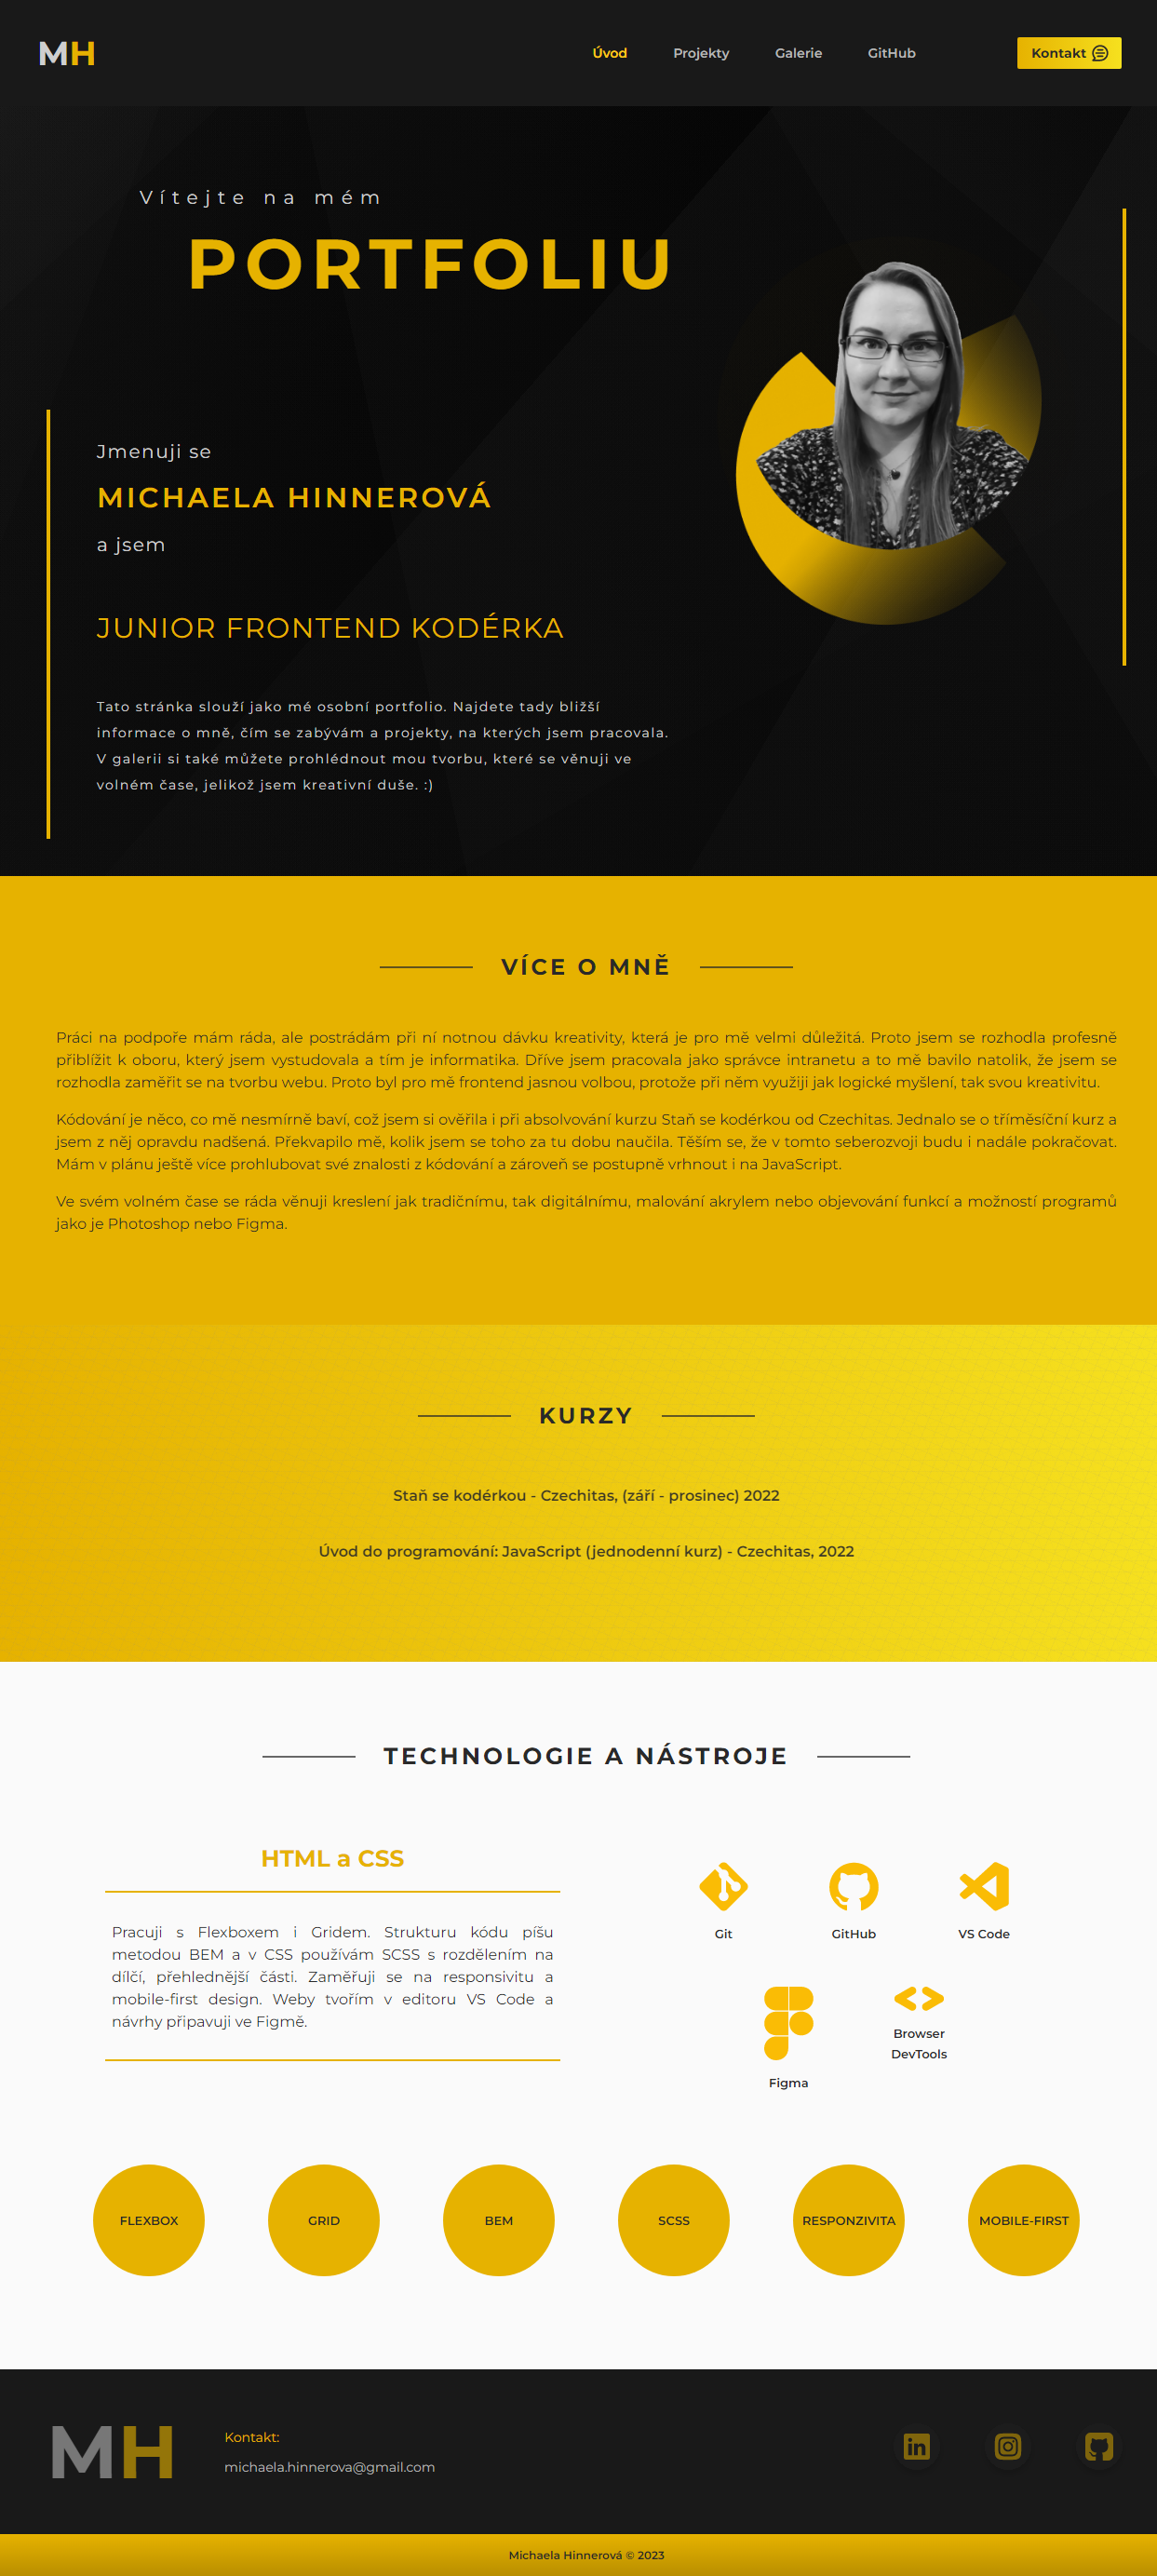 MH
Úvod Projekty Galerie GitHub Kontakt
Vítejte na mém
PORTFOLIU
Jmenuji se
MICHAELA HINNEROVÁ
a jsem
JUNIOR FRONTEND KODÉRKA
Tato stránka slouží jako mé osobní portfolio. Najdete tady bližší
informace o mně, čím se zabývám a projekty, na kterých jsem pracovala.
V galerii si také můžete prohlédnout mou tvorbu, které se věnuji ve
volném čase, jelikož jsem kreativní duše. :)
VÍCE O MNĚ
Práci na podpoře mám ráda, ale postrádám při ní notnou dávku kreativity, která je pro mě velmi důležitá. Proto jsem se rozhodla profesně
přiblížit k oboru, který jsem vystudovala a tím je informatika. Dříve jsem pracovala jako správce intranetu a to mě bavilo natolik, že jsem se
rozhodla zaměřit se na tvorbu webu. Proto byl pro mě frontend jasnou volbou, protože při něm využiji jak logické myšlení, tak svou kreativitu.
Kódování je něco, co mě nesmírně baví, což jsem si ověřila i při absolvování kurzu Staň se kodérkou od Czechitas. Jednalo se o tříměsíční kurz a
jsem z něj opravdu nadšená. Překvapilo mě, kolik jsem se toho za tu dobu naučila. Těším se, že v tomto seberozvoji budu i nadále pokračovat.
Mám v plánu ještě více prohlubovat své znalosti z kódování a zároveň se postupně vrhnout i na JavaScript.
Ve svém volném čase se ráda věnuji kreslení jak tradičnímu, tak digitálnímu, malování akrylem nebo objevování funkcí a možností programů
jako je Photoshop nebo Figma.
KURZY
Staň se kodérkou - Czechitas, (září - prosinec) 2022
Úvod do programování: JavaScript (jednodenní kurz) - Czechitas, 2022
TECHNOLOGIE A NÁSTROJE
HTML a CSS
Pracuji s Flexboxem i Gridem. Strukturu kódu píšu
metodou BEM a v CSS používám SCSS s rozdělením na
dílčí, přehlednější části. Zaměřuji se na responsivitu a
mobile-first design. Weby tvořím v editoru VS Code a
návrhy připavuji ve Figmě.
Git GitHub VS Code
Figma
Browser
DevTools
FLEXBOX GRID BEM SCSS RESPONZIVITA MOBILE-FIRST
MH
Kontakt:
michaela.hinnerova@gmail.com
in
Michaela Hinnerová © 2023